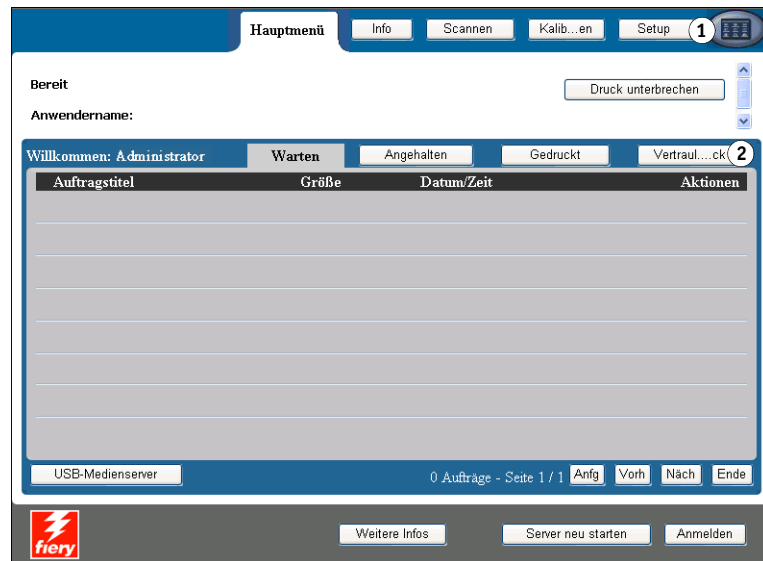 Hauptmenü Info Scannen Kalib...en Setup 1
Bereit
Druck unterbrechen
Anwendername:
Willkommen: Administrator Warten Angehalten Gedruckt Vertraul....ck 2
Auftragstitel Größe Datum/Zeit Aktionen
USB-Medienserver 0 Aufträge - Seite 1 / 1 Anfg Vorh Näch Ende
fiery Weitere Infos Server neu starten Anmelden